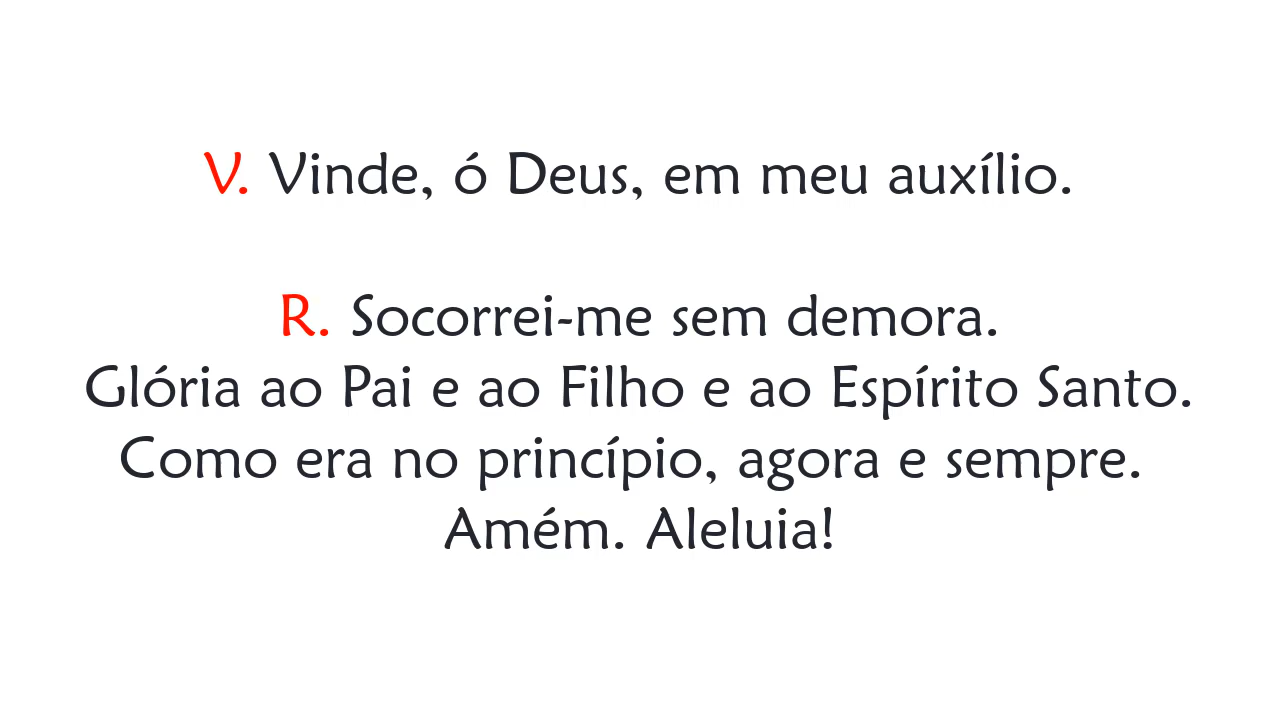 V. Vinde, ó Deus, em meu auxílio.
R. Socorrei-me sem demora.
Glória ao Pai e ao Filho e ao Espírito Santo.
Como era no princípio, agora e sempre.
Amém. Aleluia!